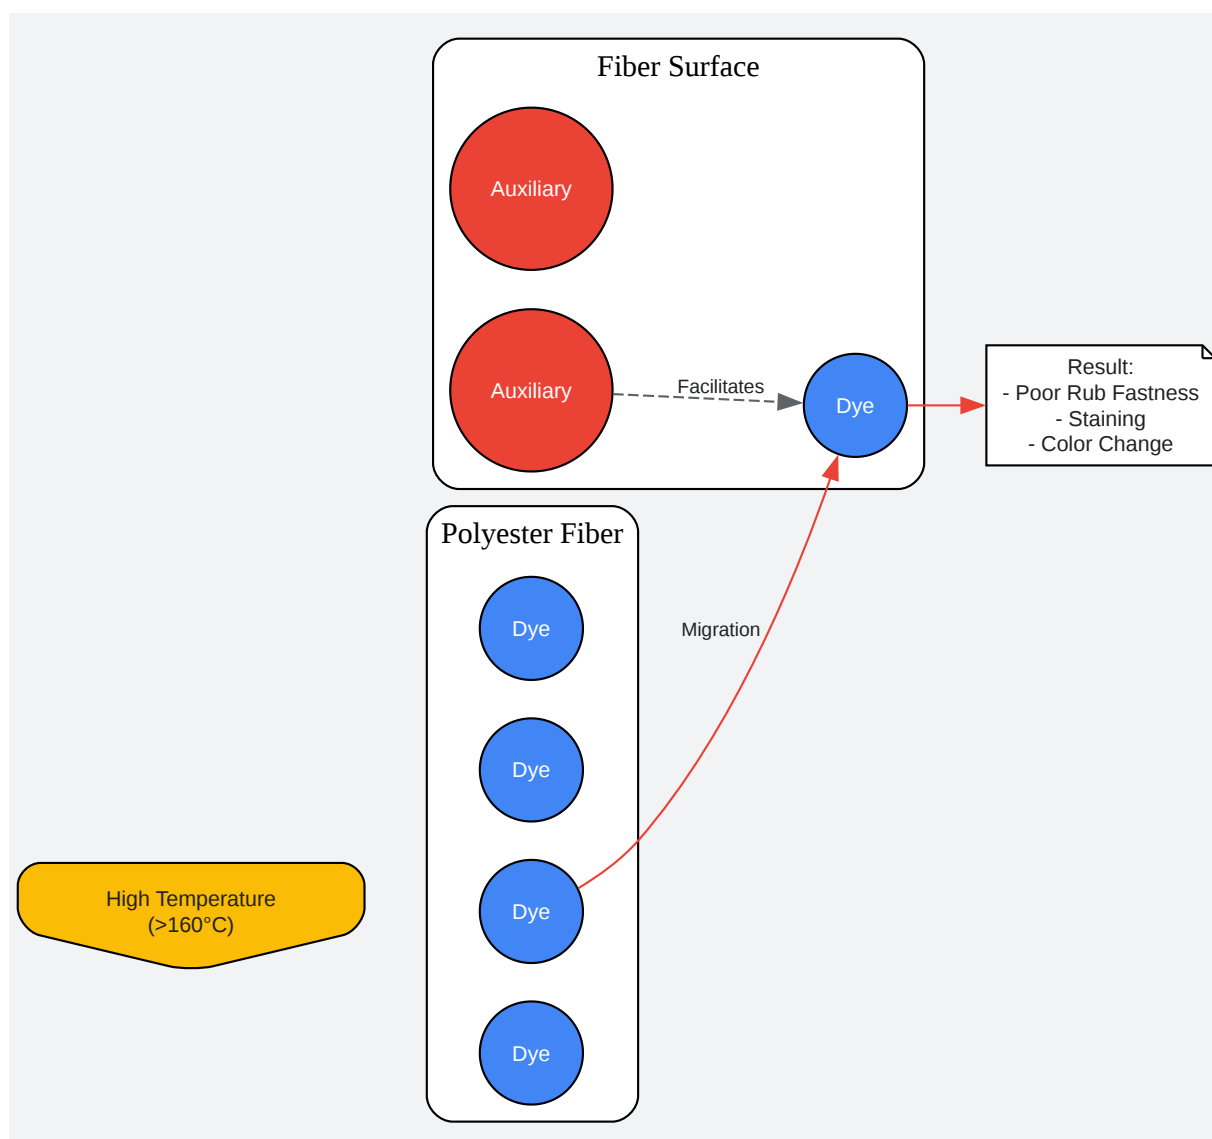 Fiber Surface
Auxiliary
Auxiliary
Facilitates
Dye
Result:
- Poor Rub Fastness
- Staining
- Color Change
Polyester Fiber
Dye
Migration
Dye
High Temperature
(>160°C)
Dye
Dye